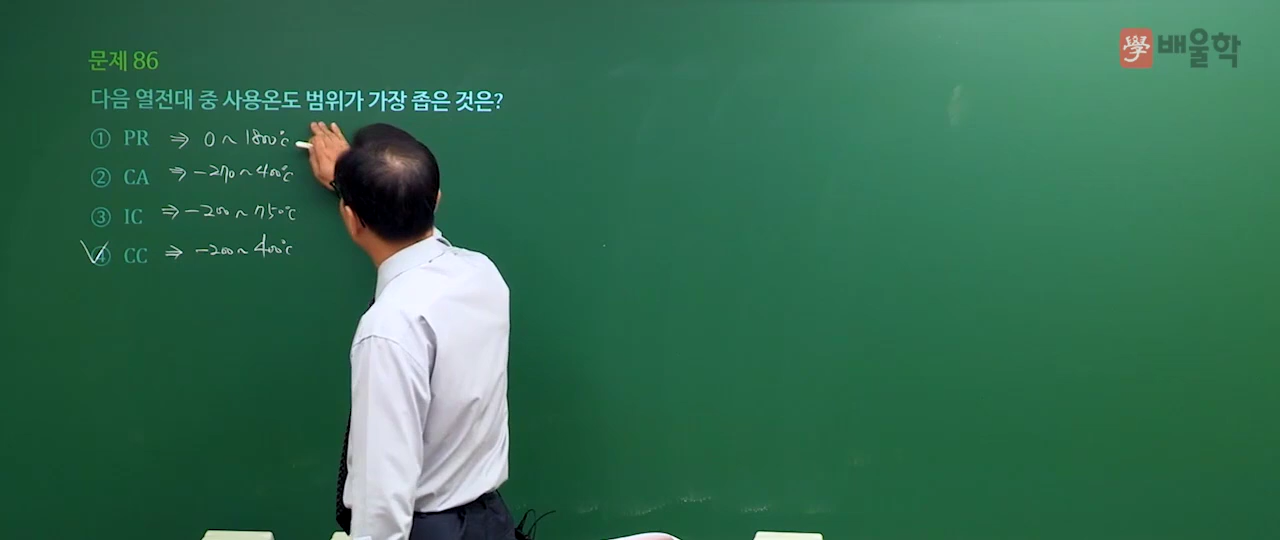 學 배울학
문제 86
다음 열전대 중 사용온도 범위가 가장 좁은 것은?
① PR ⇒ 0 ~ 1800℃
② CA ⇒ -270 ~ 400℃
③ IC ⇒ -200 ~ 750℃
④ CC ⇒ -200 ~ 400℃